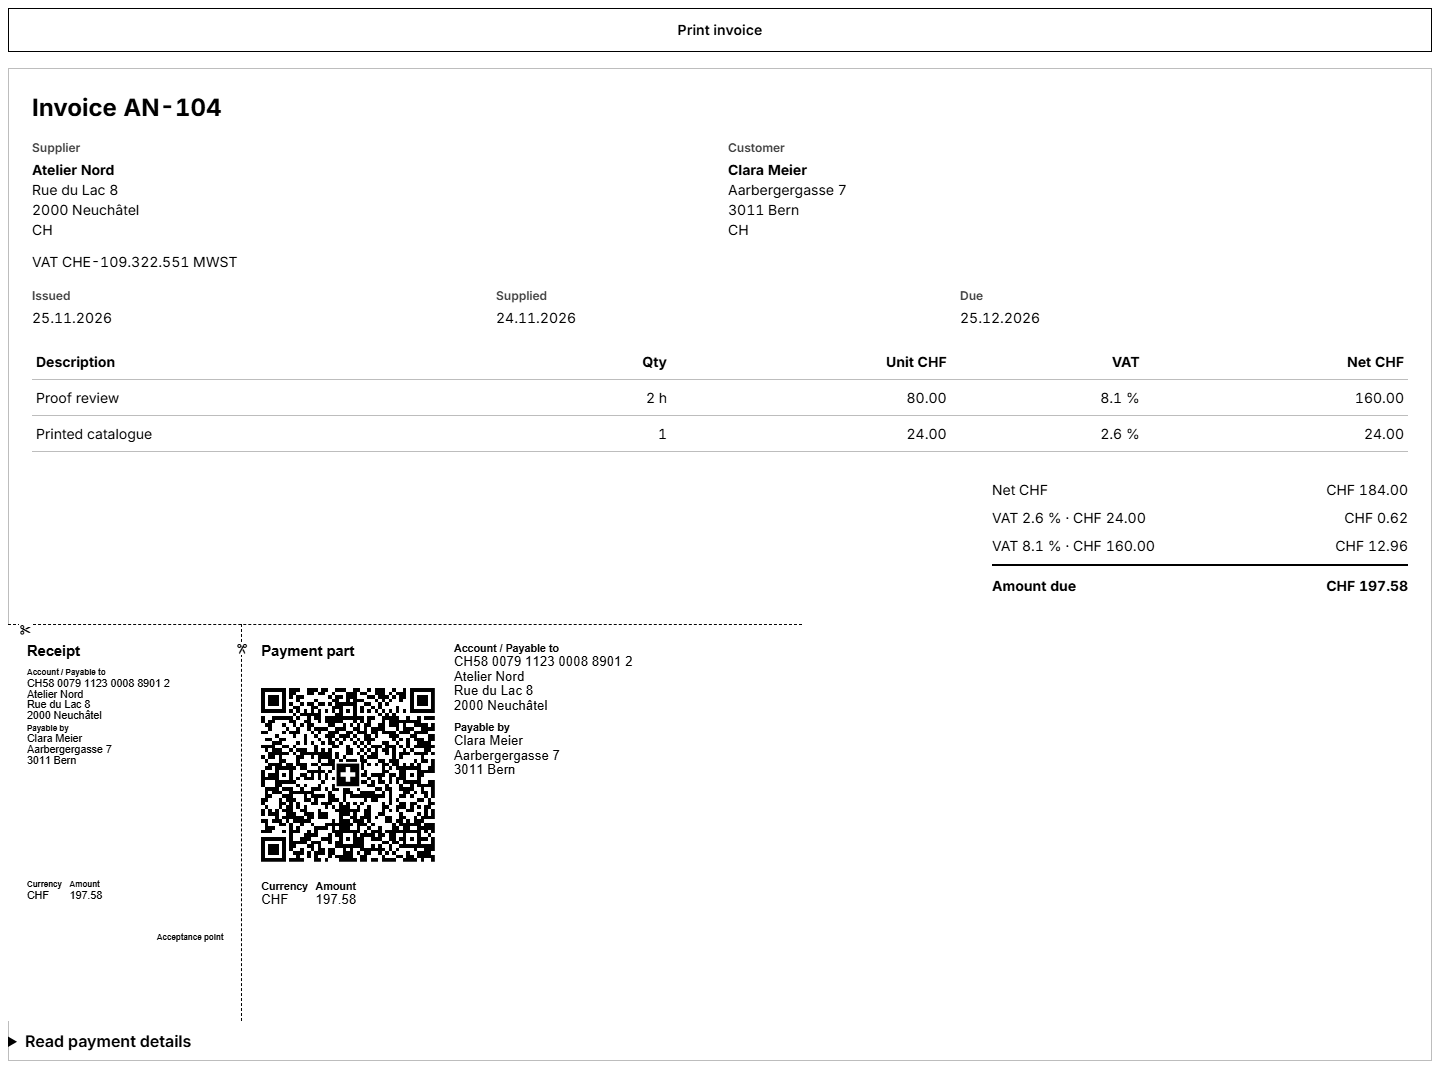 Print invoice
Invoice AN-104
Supplier
Atelier Nord
Rue du Lac 8
2000 Neuchâtel
CH
VAT CHE-109.322.551 MWST
Customer
Clara Meier
Aarbergergasse 7
3011 Bern
CH
Issued
25.11.2026
Supplied
24.11.2026
Due
25.12.2026
Description Qty Unit CHF VAT Net CHF
Proof review 2 h 80.00 8.1 % 160.00
Printed catalogue 1 24.00 2.6 % 24.00
Net CHF CHF 184.00
VAT 2.6 % · CHF 24.00 CHF 0.62
VAT 8.1 % · CHF 160.00 CHF 12.96
Amount due CHF 197.58
Receipt
Account / Payable to
CH58 0079 1123 0008 8901 2
Atelier Nord
Rue du Lac 8
2000 Neuchâtel
Payable by
Clara Meier
Aarbergergasse 7
3011 Bern
Currency Amount
CHF 197.58
Acceptance point
Payment part
Currency Amount
CHF 197.58
Account / Payable to
CH58 0079 1123 0008 8901 2
Atelier Nord
Rue du Lac 8
2000 Neuchâtel
Payable by
Clara Meier
Aarbergergasse 7
3011 Bern
Read payment details